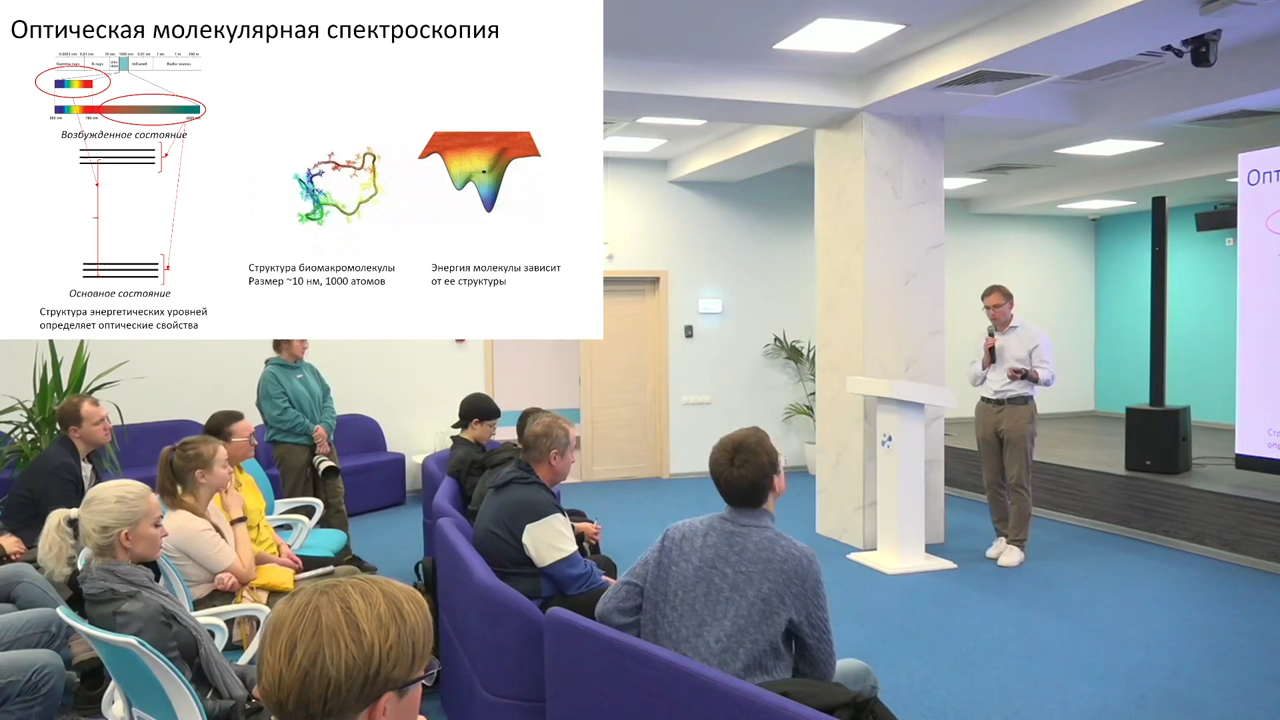 Оптическая молекулярная спектроскопия
Возбужденное состояние
Основное состояние
Структура энергетических уровней
определяет оптические свойства
Структура биомакромолекулы
Размер ~10 нм, 1000 атомов
Энергия молекулы зависит
от ее структуры
Опт